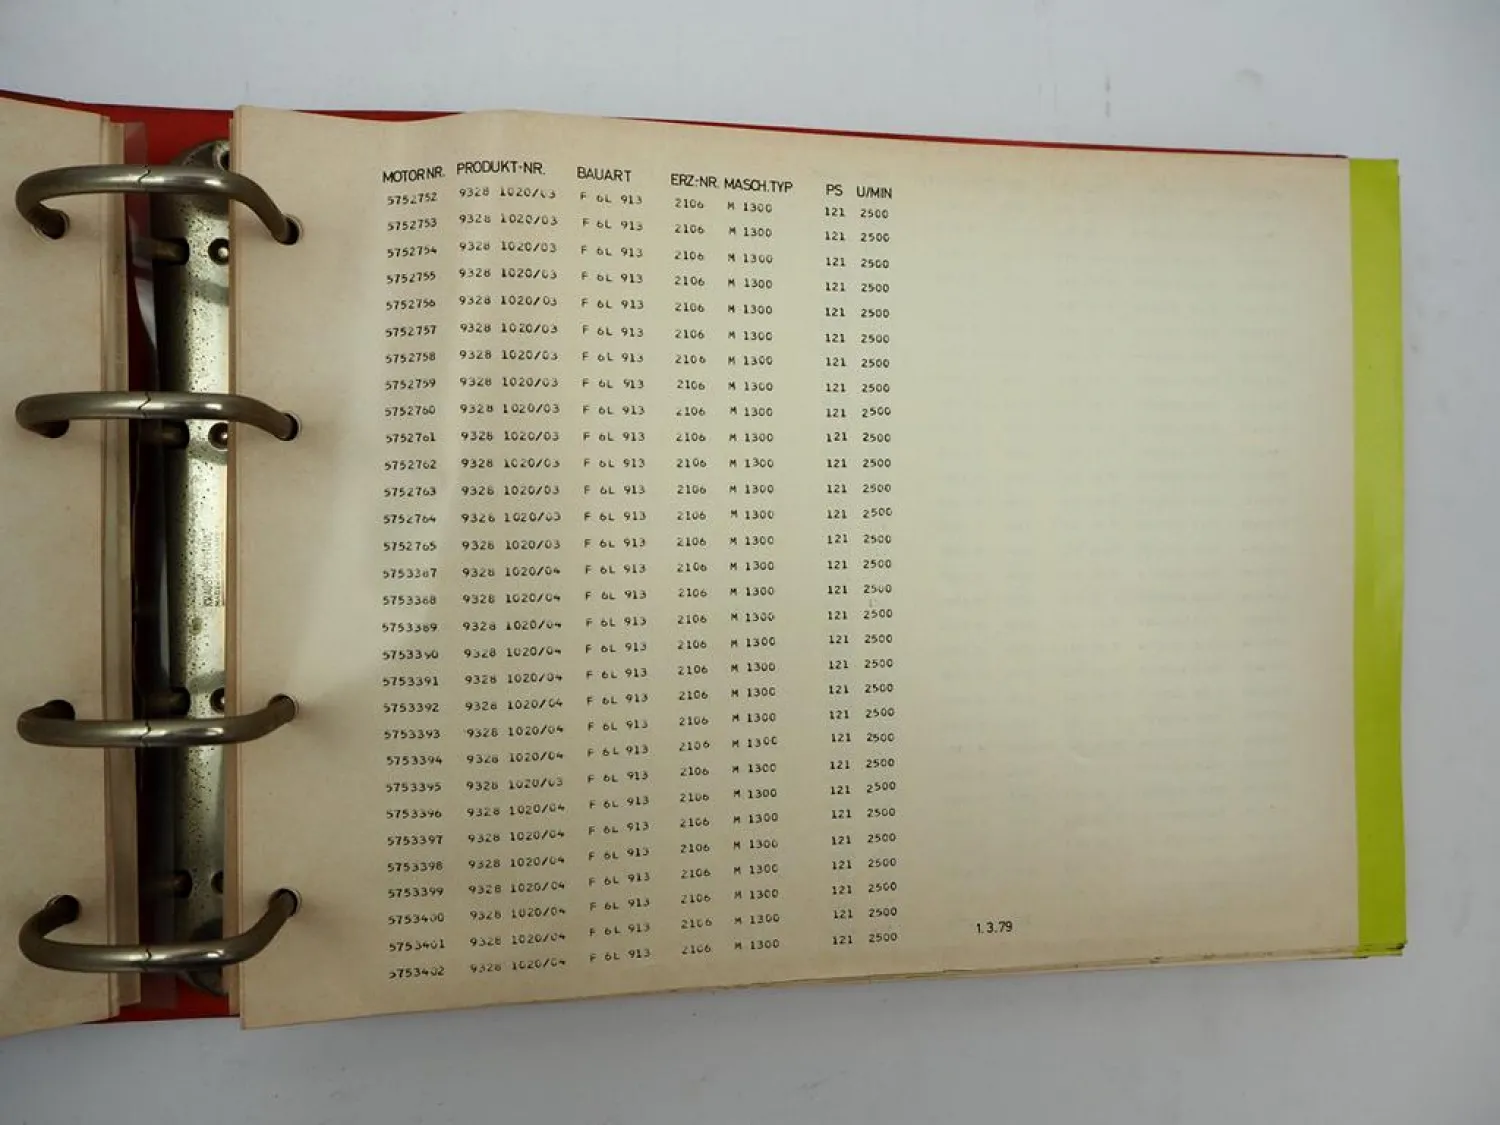 MOTORNR. PRODUKT-NR. BAUART ERZ.-NR. MASCH.TYP PS U/MIN
5752752 9328 1020/03 F 6L 913 2106 M 1300 121 2500
5752753 9328 1020/03 F 6L 913 2106 M 1300 121 2500
5752754 9328 1020/03 F 6L 913 2106 M 1300 121 2500
5752755 9328 1020/03 F 6L 913 2106 M 1300 121 2500
5752756 9328 1020/03 F 6L 913 2106 M 1300 121 2500
5752757 9328 1020/03 F 6L 913 2106 M 1300 121 2500
5752758 9328 1020/03 F 6L 913 2106 M 1300 121 2500
5752759 9328 1020/03 F 6L 913 2106 M 1300 121 2500
5752760 9328 1020/03 F 6L 913 2106 M 1300 121 2500
5752761 9328 1020/03 F 6L 913 2106 M 1300 121 2500
5752762 9328 1020/03 F 6L 913 2106 M 1300 121 2500
5752763 9328 1020/03 F 6L 913 2106 M 1300 121 2500
5752764 9328 1020/03 F 6L 913 2106 M 1300 121 2500
5752765 9328 1020/03 F 6L 913 2106 M 1300 121 2500
5753387 9328 1020/04 F 6L 913 2106 M 1300 121 2500
5753388 9328 1020/04 F 6L 913 2106 M 1300 121 2500
5753389 9328 1020/04 F 6L 913 2106 M 1300 121 2500
5753390 9328 1020/04 F 6L 913 2106 M 1300 121 2500
5753391 9328 1020/04 F 6L 913 2106 M 1300 121 2500
5753392 9328 1020/04 F 6L 913 2106 M 1300 121 2500
5753393 9328 1020/04 F 6L 913 2106 M 1300 121 2500
5753394 9328 1020/04 F 6L 913 2106 M 1300 121 2500
5753395 9328 1020/03 F 6L 913 2106 M 1300 121 2500
5753396 9328 1020/04 F 6L 913 2106 M 1300 121 2500
5753397 9328 1020/04 F 6L 913 2106 M 1300 121 2500
5753398 9328 1020/04 F 6L 913 2106 M 1300 121 2500
5753399 9328 1020/04 F 6L 913 2106 M 1300 121 2500
5753400 9328 1020/04 F 6L 913 2106 M 1300 121 2500
5753401 9328 1020/04 F 6L 913 2106 M 1300 121 2500
5753402 9328 1020/04 F 6L 913 2106 M 1300 121 2500
1.3.79